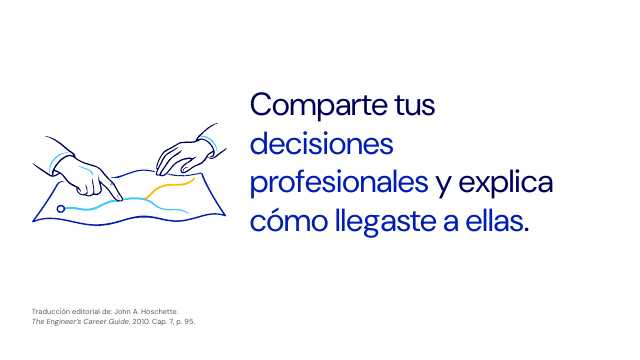 Comparte tus
decisiones
profesionales y explica
cómo llegaste a ellas.
Traducción editorial de: John A. Hoschette.
The Engineer's Career Guide, 2010. Cap. 7, p. 95.